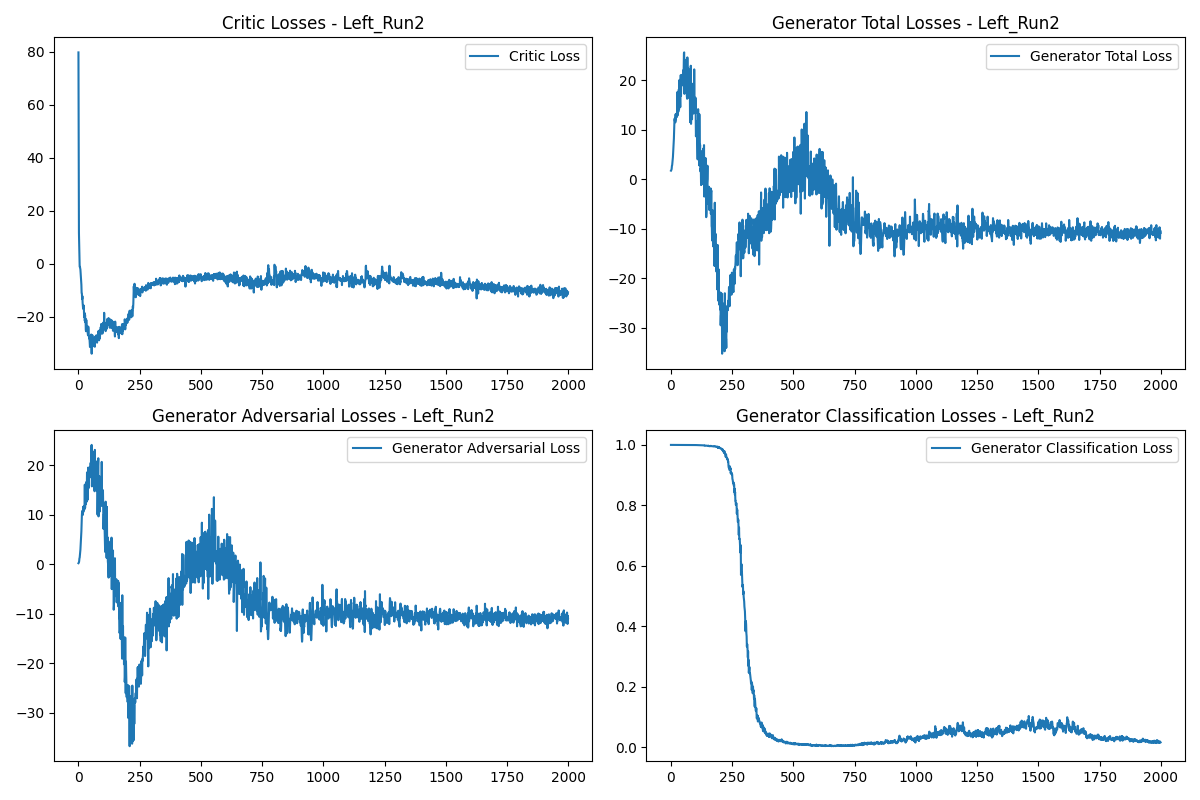 Critic Losses - Left_Run2
80
60
40
20
0
−20
Critic Loss
0 250 500 750 1000 1250 1500 1750 2000
Generator Total Losses - Left_Run2
20
10
0
−10
−20
−30
Generator Total Loss
0 250 500 750 1000 1250 1500 1750 2000
Generator Adversarial Losses - Left_Run2
20
10
0
−10
−20
−30
Generator Adversarial Loss
0 250 500 750 1000 1250 1500 1750 2000
Generator Classification Losses - Left_Run2
1.0
0.8
0.6
0.4
0.2
0.0
Generator Classification Loss
0 250 500 750 1000 1250 1500 1750 2000